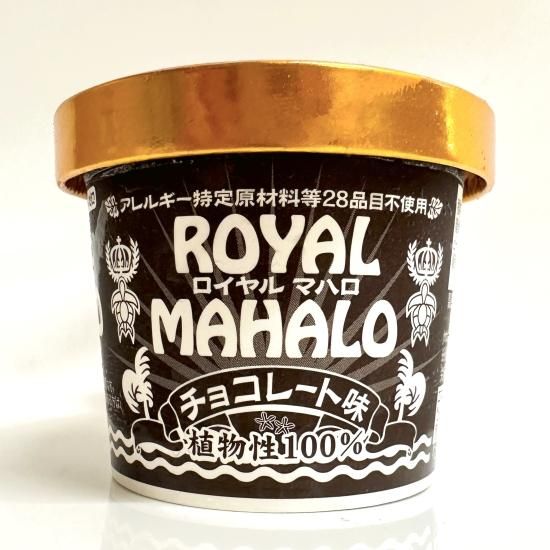 アレルギー特定原材料等28品目不使用
ROYAL
ロイヤル マハロ
MAHALO
チョコレート味
植物性100%